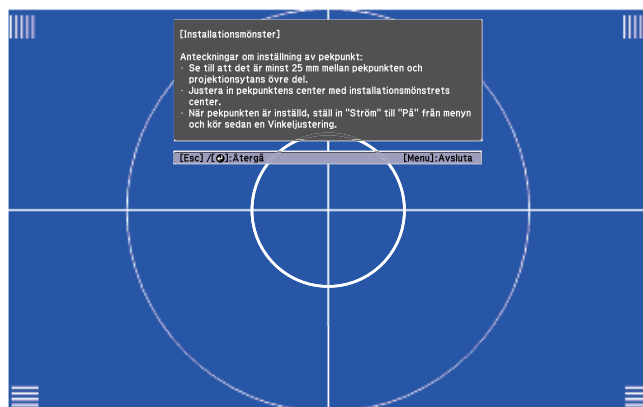 [Installationsmönster]
Anteckningar om inställning av pekpunkt:
· Se till att det är minst 25 mm mellan pekpunkten och
projektionsytans övre del.
· Justera in pekpunktens center med installationsmönstrets
center.
· När pekpunkten är inställd, ställ in "Ström" till "På" från menyn
och kör sedan en Vinkeljustering.
[Esc] /[⏎]:Återgå [Menu]:Avsluta